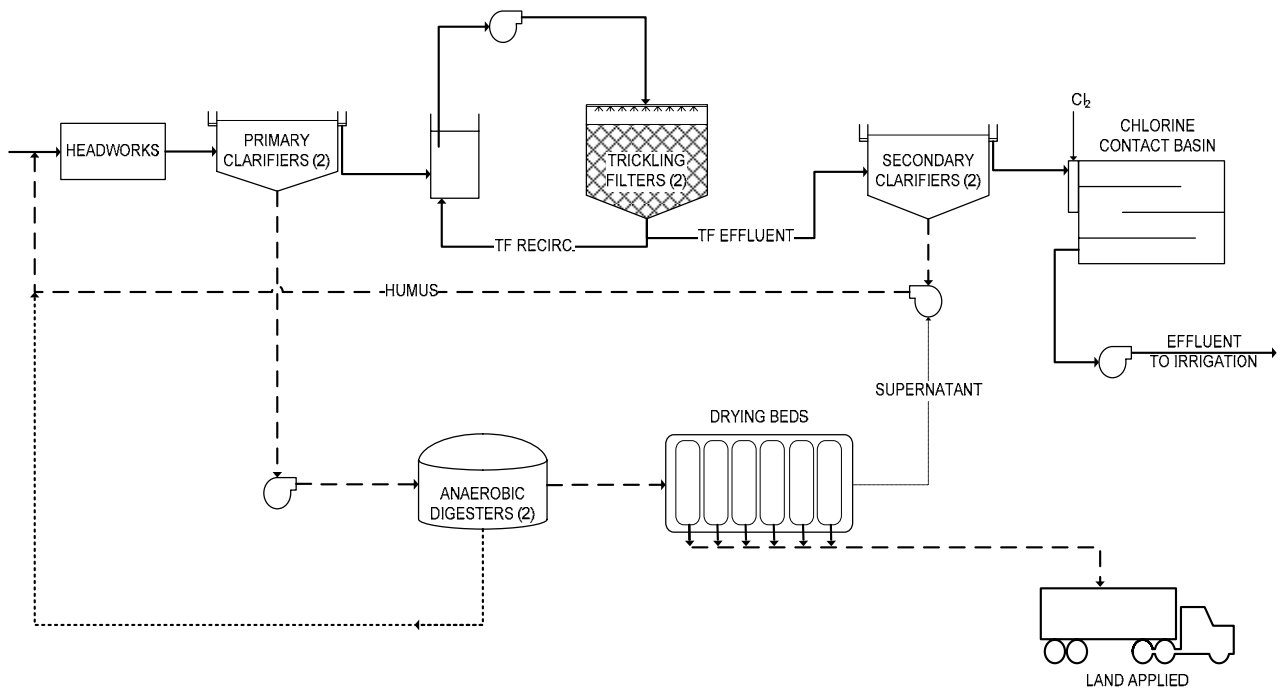 Cl2
CHLORINE
CONTACT BASIN
HEADWORKS
PRIMARY
CLARIFIERS (2)
TRICKLING
FILTERS (2)
SECONDARY
CLARIFIERS (2)
TF RECIRC.
TF EFFLUENT
HUMUS
EFFLUENT
TO IRRIGATION
SUPERNATANT
DRYING BEDS
ANAEROBIC
DIGESTERS (2)
LAND APPLIED